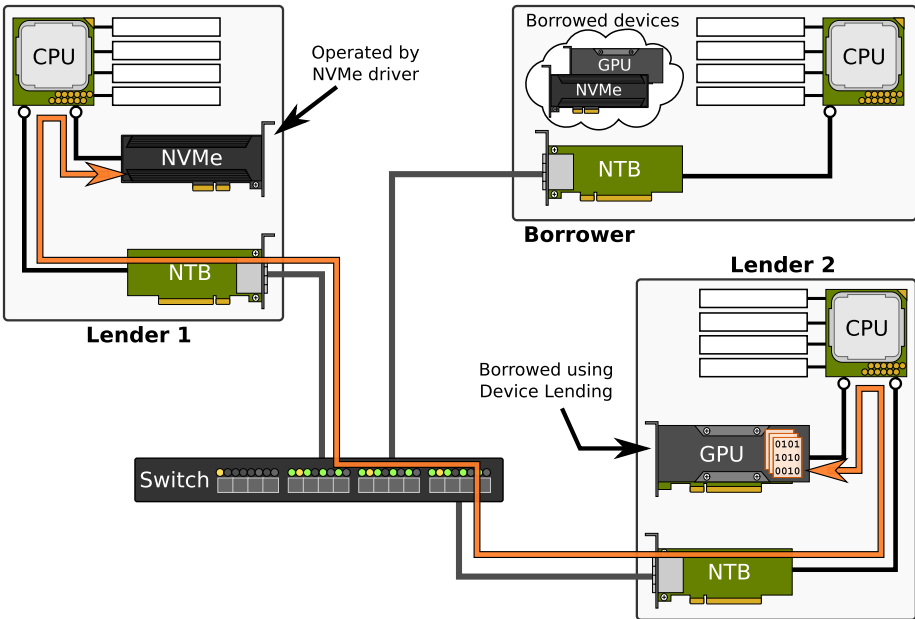 CPU
Operated by
NVMe driver
NVMe
NTB
Lender 1
Borrowed devices
GPU
NVMe
CPU
NTB
Borrower
Lender 2
CPU
Borrowed using
Device Lending
GPU
0101
1010
0010
Switch
NTB